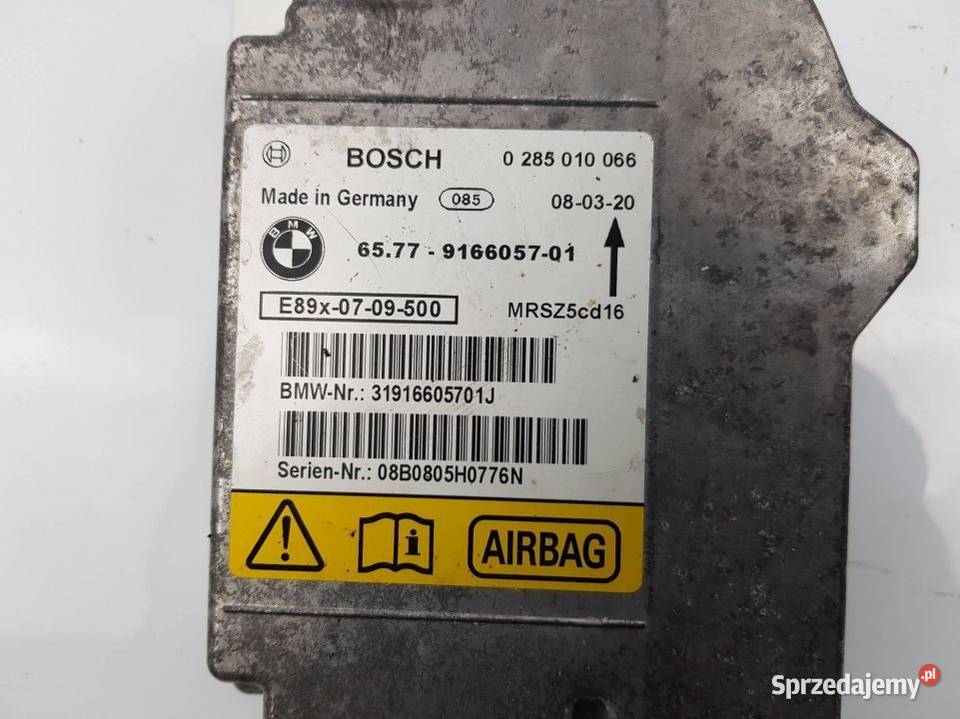 BOSCH 0 285 010 066
Made in Germany 085 08-03-20
BMW
65.77 - 9166057-01
E89x-07-09-500 MRSZ5cd16
BMW-Nr.: 31916605701J
Serien-Nr.: 08B0805H0776N
AIRBAG
Sprzedajemy.pl